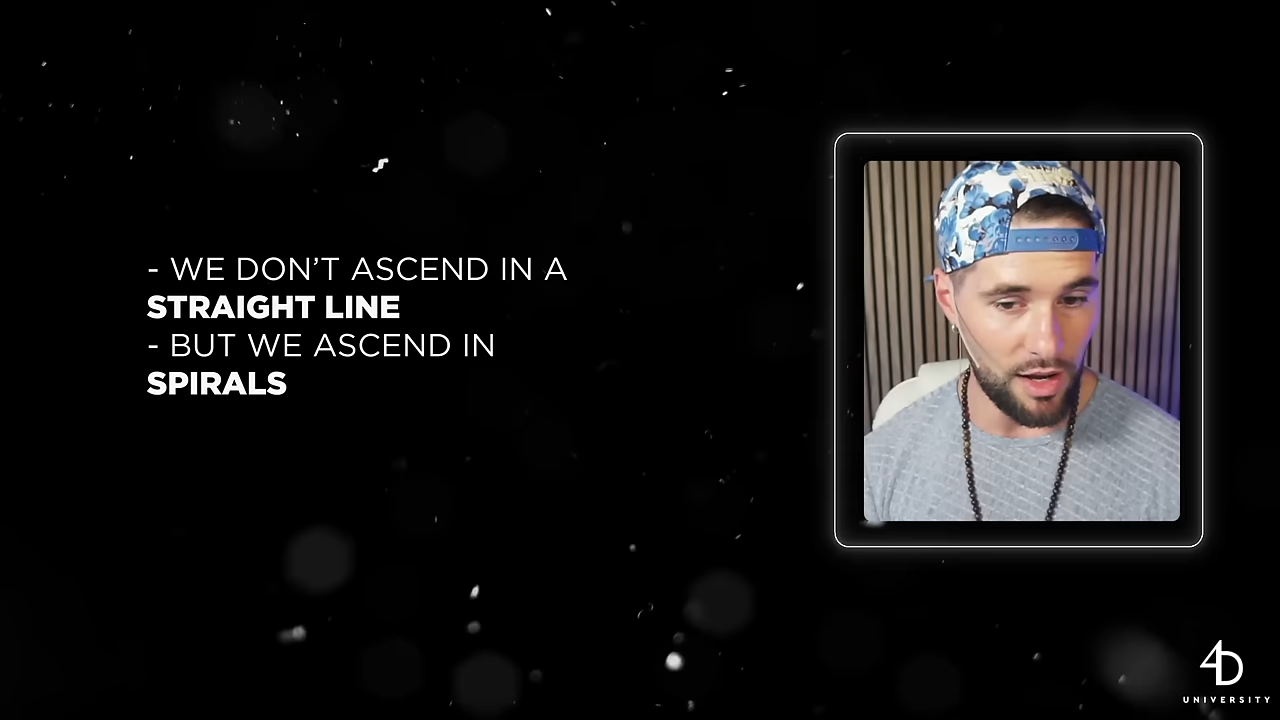 - WE DON’T ASCEND IN A
STRAIGHT LINE
- BUT WE ASCEND IN
SPIRALS
4D
UNIVERSITY